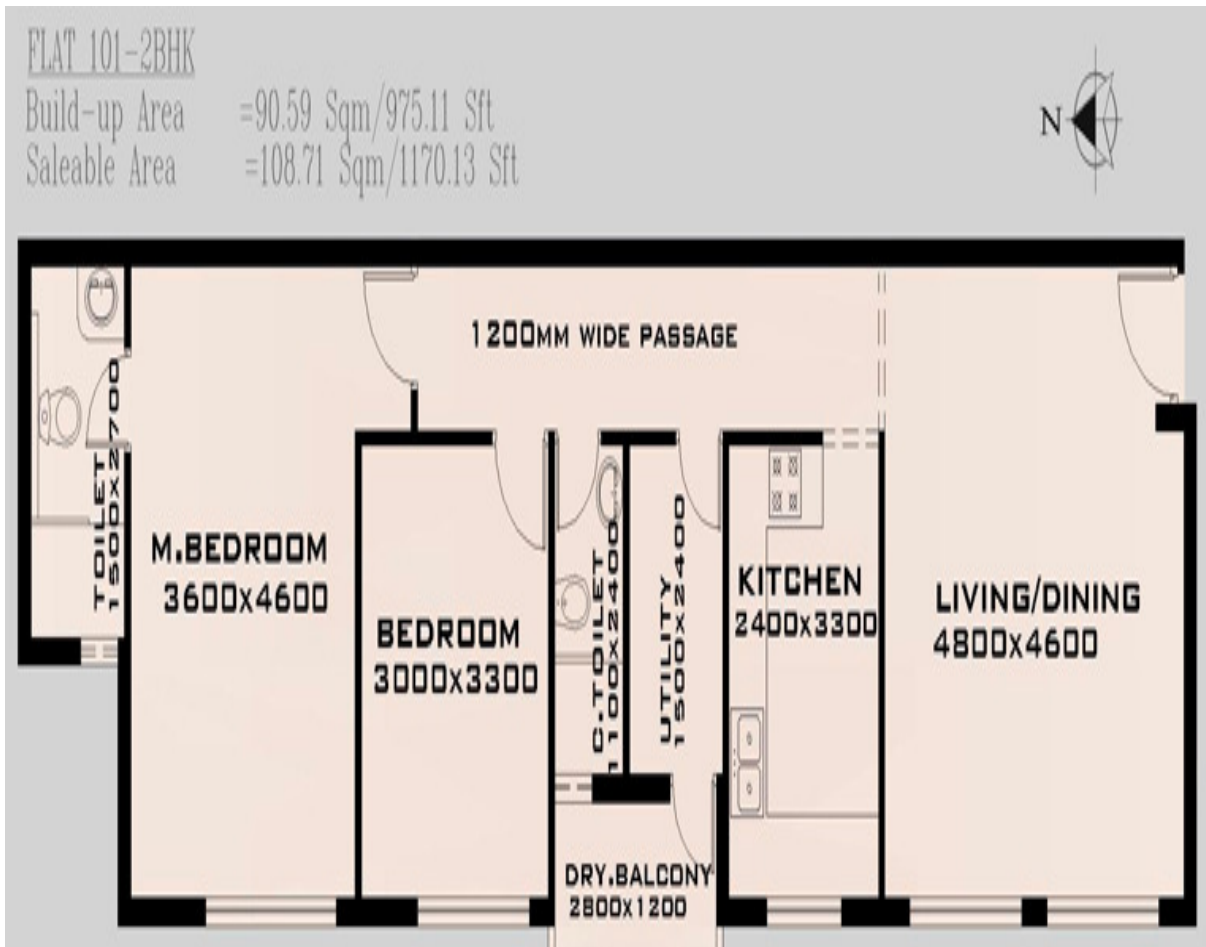 FLAT 101-2BHK
Build-up Area =90.59 Sqm/975.11 Sft
Saleable Area =108.71 Sqm/1170.13 Sft
N
1200MM WIDE PASSAGE
TOILET
1500X2700
M.BEDROOM
3600X4600
BEDROOM
3000X3300
C.TOILET
1100X2400
UTILITY
1500X2400
KITCHEN
2400X3300
LIVING/DINING
4800X4600
DRY.BALCONY
2800X1200